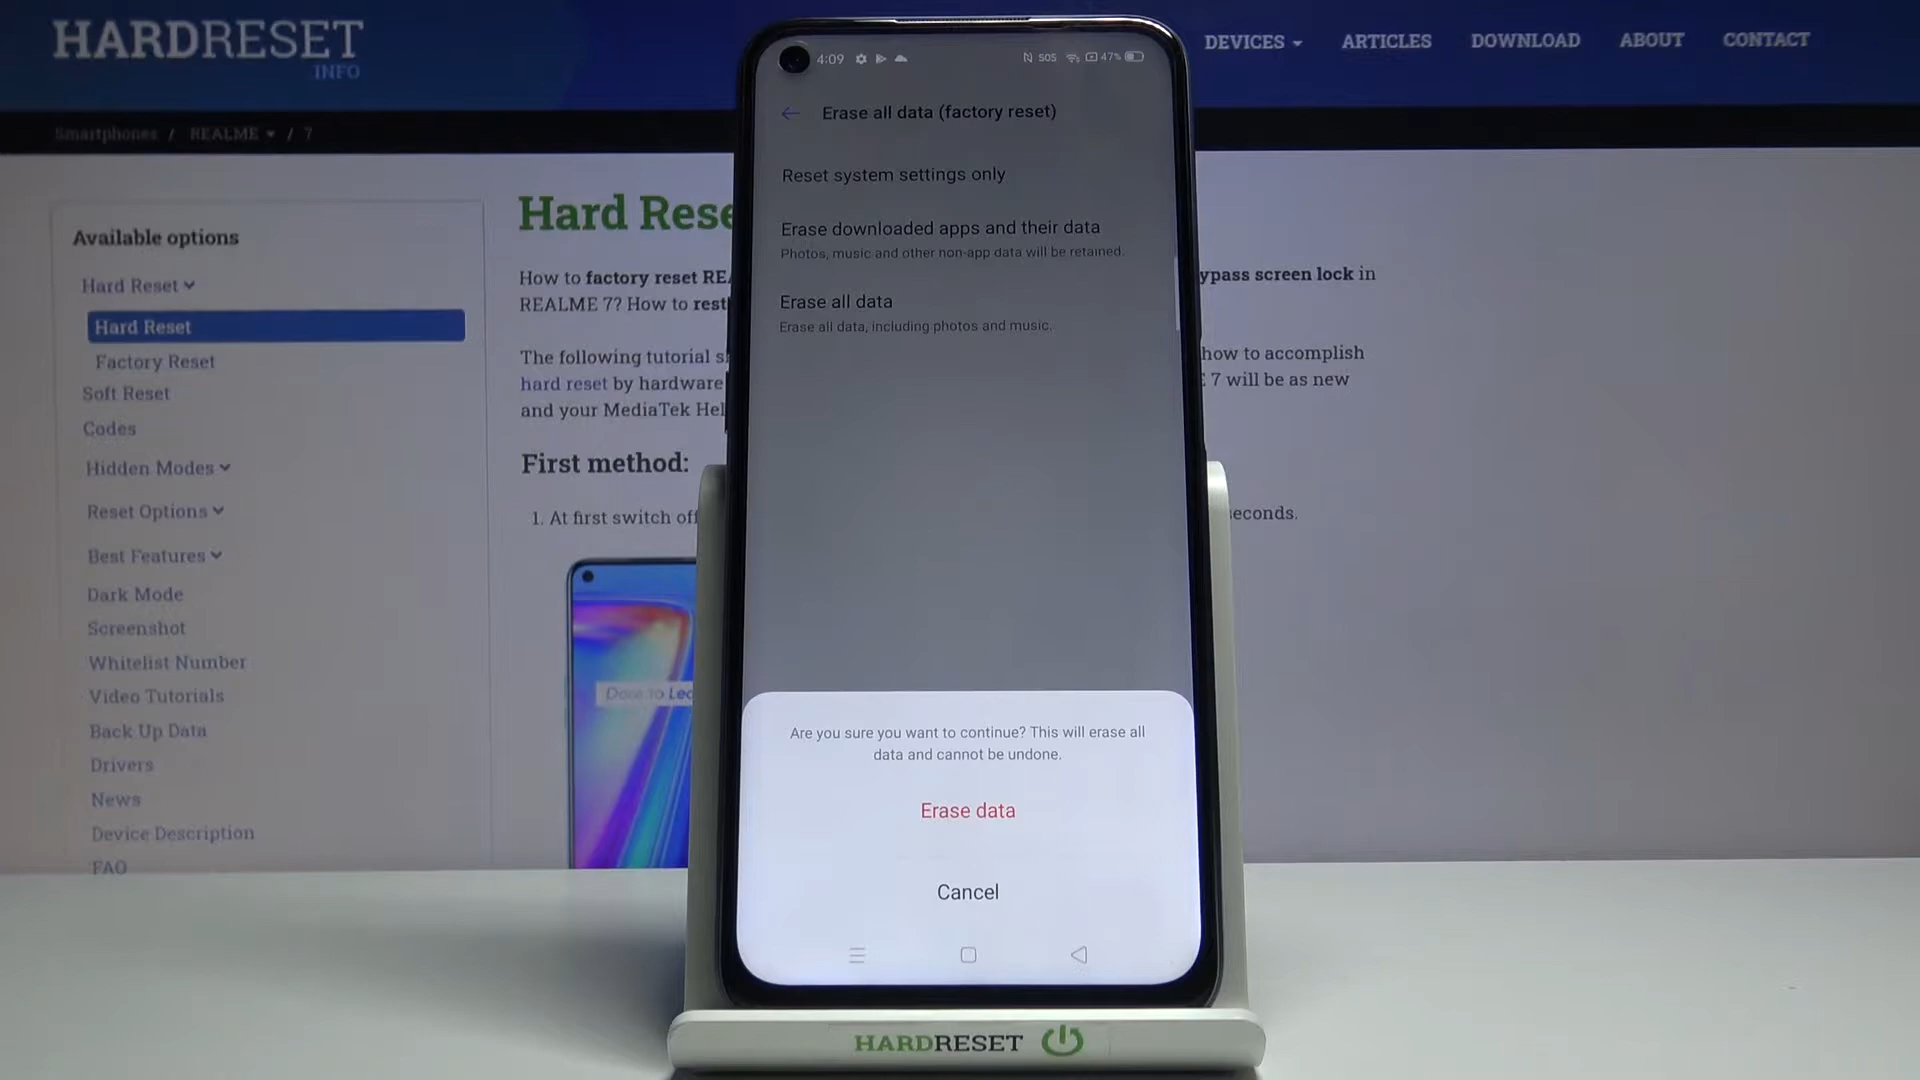 HARDRESET
INFO
DEVICES
ARTICLES
DOWNLOAD
ABOUT
CONTACT
Smartphones / REALME / 7
Available options
Hard Reset
Hard Reset
Factory Reset
Soft Reset
Codes
Hidden Modes
Reset Options
Best Features
Dark Mode
Screenshot
Whitelist Number
Video Tutorials
Back Up Data
Drivers
News
Device Description
FAQ
Hard Rese
How to factory reset REA ypass screen lock in
REALME 7? How to rest
The following tutorial s how to accomplish
hard reset by hardware 7 will be as new
and your MediaTek Hel
First method:
1. At first switch off econds.
Dare to Lea
4:09 SOS 47%
Erase all data (factory reset)
Reset system settings only
Erase downloaded apps and their data
Photos, music and other non-app data will be retained.
Erase all data
Erase all data, including photos and music.
Are you sure you want to continue? This will erase all
data and cannot be undone.
Erase data
Cancel
HARDRESET